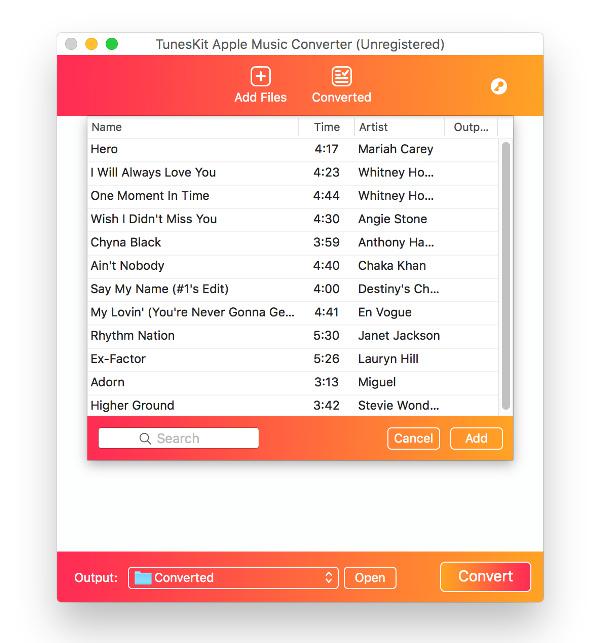 TunesKit Apple Music Converter (Unregistered)
Add Files Converted
Name Time Artist Outp...
Hero 4:17 Mariah Carey
I Will Always Love You 4:23 Whitney Ho...
One Moment In Time 4:44 Whitney Ho...
Wish I Didn't Miss You 4:30 Angie Stone
Chyna Black 3:59 Anthony Ha...
Ain't Nobody 4:40 Chaka Khan
Say My Name (#1's Edit) 4:00 Destiny's Ch...
My Lovin' (You're Never Gonna Ge... 4:41 En Vogue
Rhythm Nation 5:30 Janet Jackson
Ex-Factor 5:26 Lauryn Hill
Adorn 3:13 Miguel
Higher Ground 3:42 Stevie Wond...
Search Cancel Add
Output: Converted Open Convert